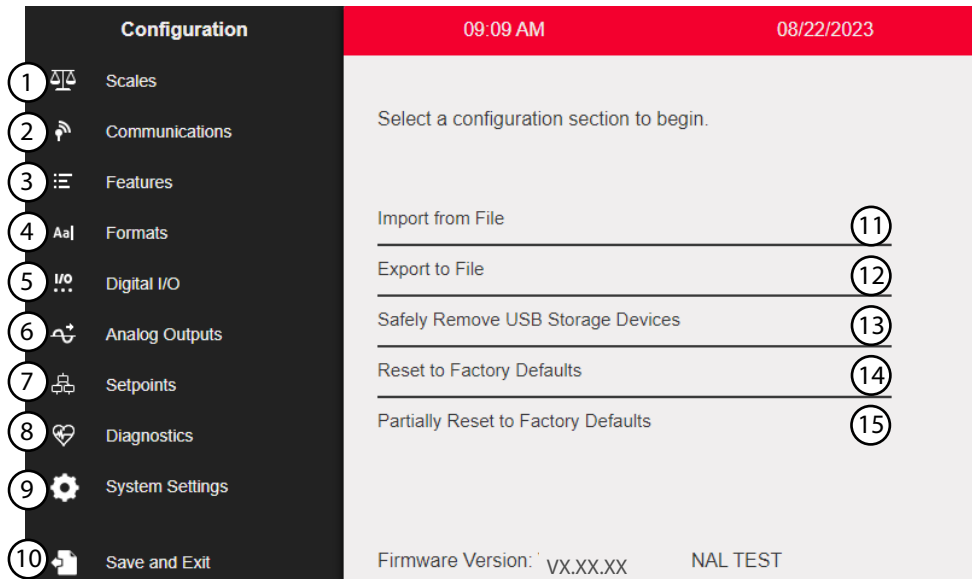 Configuration
09:09 AM
08/22/2023
1 Scales
2 Communications
3 Features
4 Aa Formats
5 I/O Digital I/O
6 Analog Outputs
7 Setpoints
8 Diagnostics
9 System Settings
10 Save and Exit
Select a configuration section to begin.
Import from File 11
Export to File 12
Safely Remove USB Storage Devices 13
Reset to Factory Defaults 14
Partially Reset to Factory Defaults 15
Firmware Version: VX.XX.XX NAL TEST